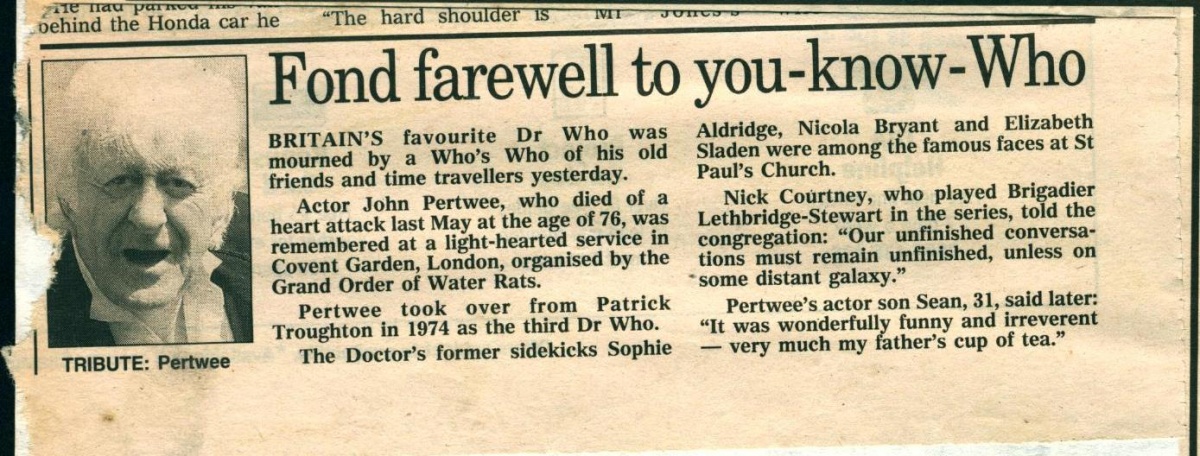 behind the Honda car he
"The hard shoulder is
Fond farewell to you-know-Who
BRITAIN'S favourite Dr Who was
mourned by a Who's Who of his old
friends and time travellers yesterday.
Actor John Pertwee, who died of a
heart attack last May at the age of 76, was
remembered at a light-hearted service in
Covent Garden, London, organised by the
Grand Order of Water Rats.
Pertwee took over from Patrick
Troughton in 1974 as the third Dr Who.
The Doctor's former sidekicks Sophie
Aldridge, Nicola Bryant and Elizabeth
Sladen were among the famous faces at St
Paul's Church.
Nick Courtney, who played Brigadier
Lethbridge-Stewart in the series, told the
congregation: "Our unfinished conversa-
tions must remain unfinished, unless on
some distant galaxy."
Pertwee's actor son Sean, 31, said later:
"It was wonderfully funny and irreverent
— very much my father's cup of tea."
TRIBUTE: Pertwee